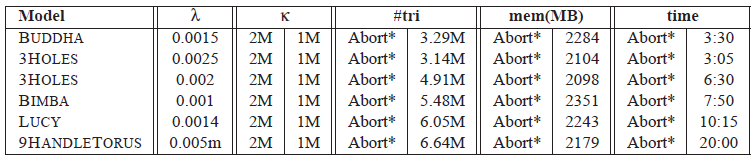 Model λ κ #tri mem(MB) time
BUDDHA 0.0015 2M 1M Abort* 3.29M Abort* 2284 Abort* 3:30
3HOLES 0.0025 2M 1M Abort* 3.14M Abort* 2104 Abort* 3:05
3HOLES 0.002 2M 1M Abort* 4.91M Abort* 2098 Abort* 6:30
BIMBA 0.001 2M 1M Abort* 5.48M Abort* 2351 Abort* 7:50
LUCY 0.0014 2M 1M Abort* 6.05M Abort* 2243 Abort* 10:15
9HANDLETORUS 0.005m 2M 1M Abort* 6.64M Abort* 2179 Abort* 20:00